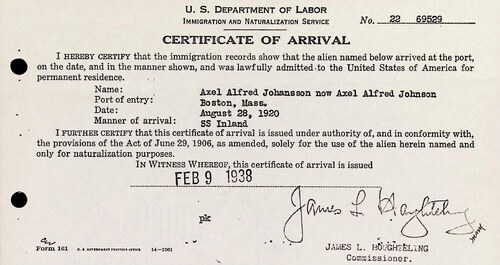 U. S. DEPARTMENT OF LABOR
IMMIGRATION AND NATURALIZATION SERVICE
No. 22 69529
CERTIFICATE OF ARRIVAL
I HEREBY CERTIFY that the immigration records show that the alien named below arrived at the port,
on the date, and in the manner shown, and was lawfully admitted to the United States of America for
permanent residence.
Name: Axel Alfred Johansson now Axel Alfred Johnson
Port of entry: Boston, Mass.
Date: August 28, 1920
Manner of arrival: SS Inland
I FURTHER CERTIFY that this certificate of arrival is issued under authority of, and in conformity with,
the provisions of the Act of June 29, 1906, as amended, solely for the use of the alien herein named and
only for naturalization purposes.
IN WITNESS WHEREOF, this certificate of arrival is issued
FEB 9 1938
James L Houghteling
pk
JAMES L. HOUGHTELING
Commissioner.
Form 161 U. S. GOVERNMENT PRINTING OFFICE 14—2501